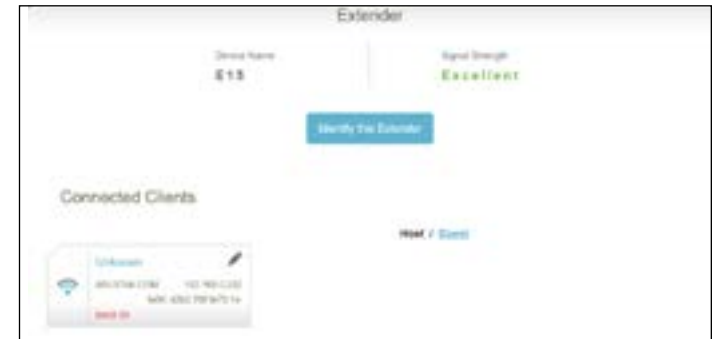 Extender
Device Name
Signal Strength
E15
Excellent
Identify the Extender
Connected Clients
Host / Guest
Unknown